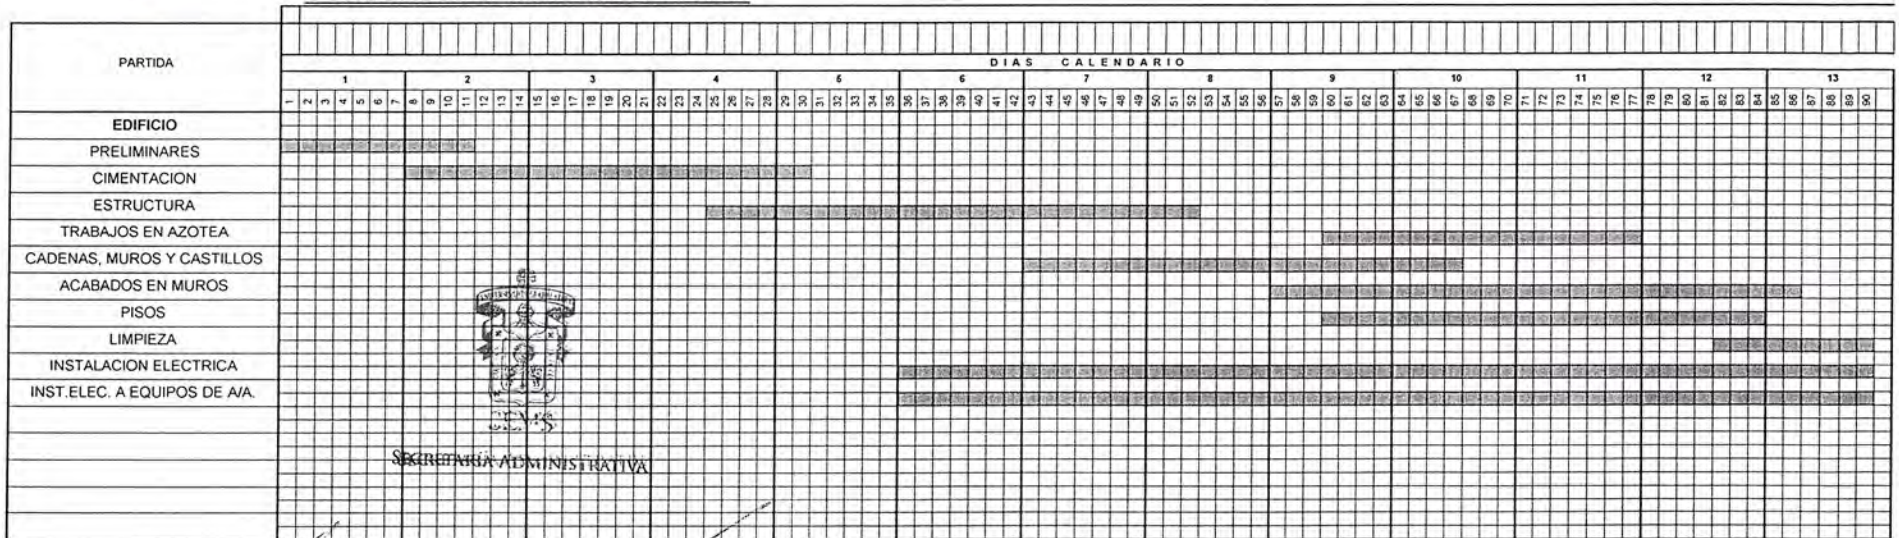 DIAS CALENDARIO
PARTIDA
1 2 3 4 5 6 7 8 9 10 11 12 13
1 2 3 4 5 6 7 8 9 10 11 12 13 14 15 16 17 18 19 20 21 22 23 24 25 26 27 28 29 30 31 32 33 34 35 36 37 38 39 40 41 42 43 44 45 46 47 48 49 50 51 52 53 54 55 56 57 58 59 60 61 62 63 64 65 66 67 68 69 70 71 72 73 74 75 76 77 78 79 80 81 82 83 84 85 86 87 88 89 90
EDIFICIO
PRELIMINARES
CIMENTACION
ESTRUCTURA
TRABAJOS EN AZOTEA
CADENAS, MUROS Y CASTILLOS
ACABADOS EN MUROS
PISOS
LIMPIEZA
INSTALACION ELECTRICA
INST.ELEC. A EQUIPOS DE A/A.
SECRETARÍA ADMINISTRATIVA